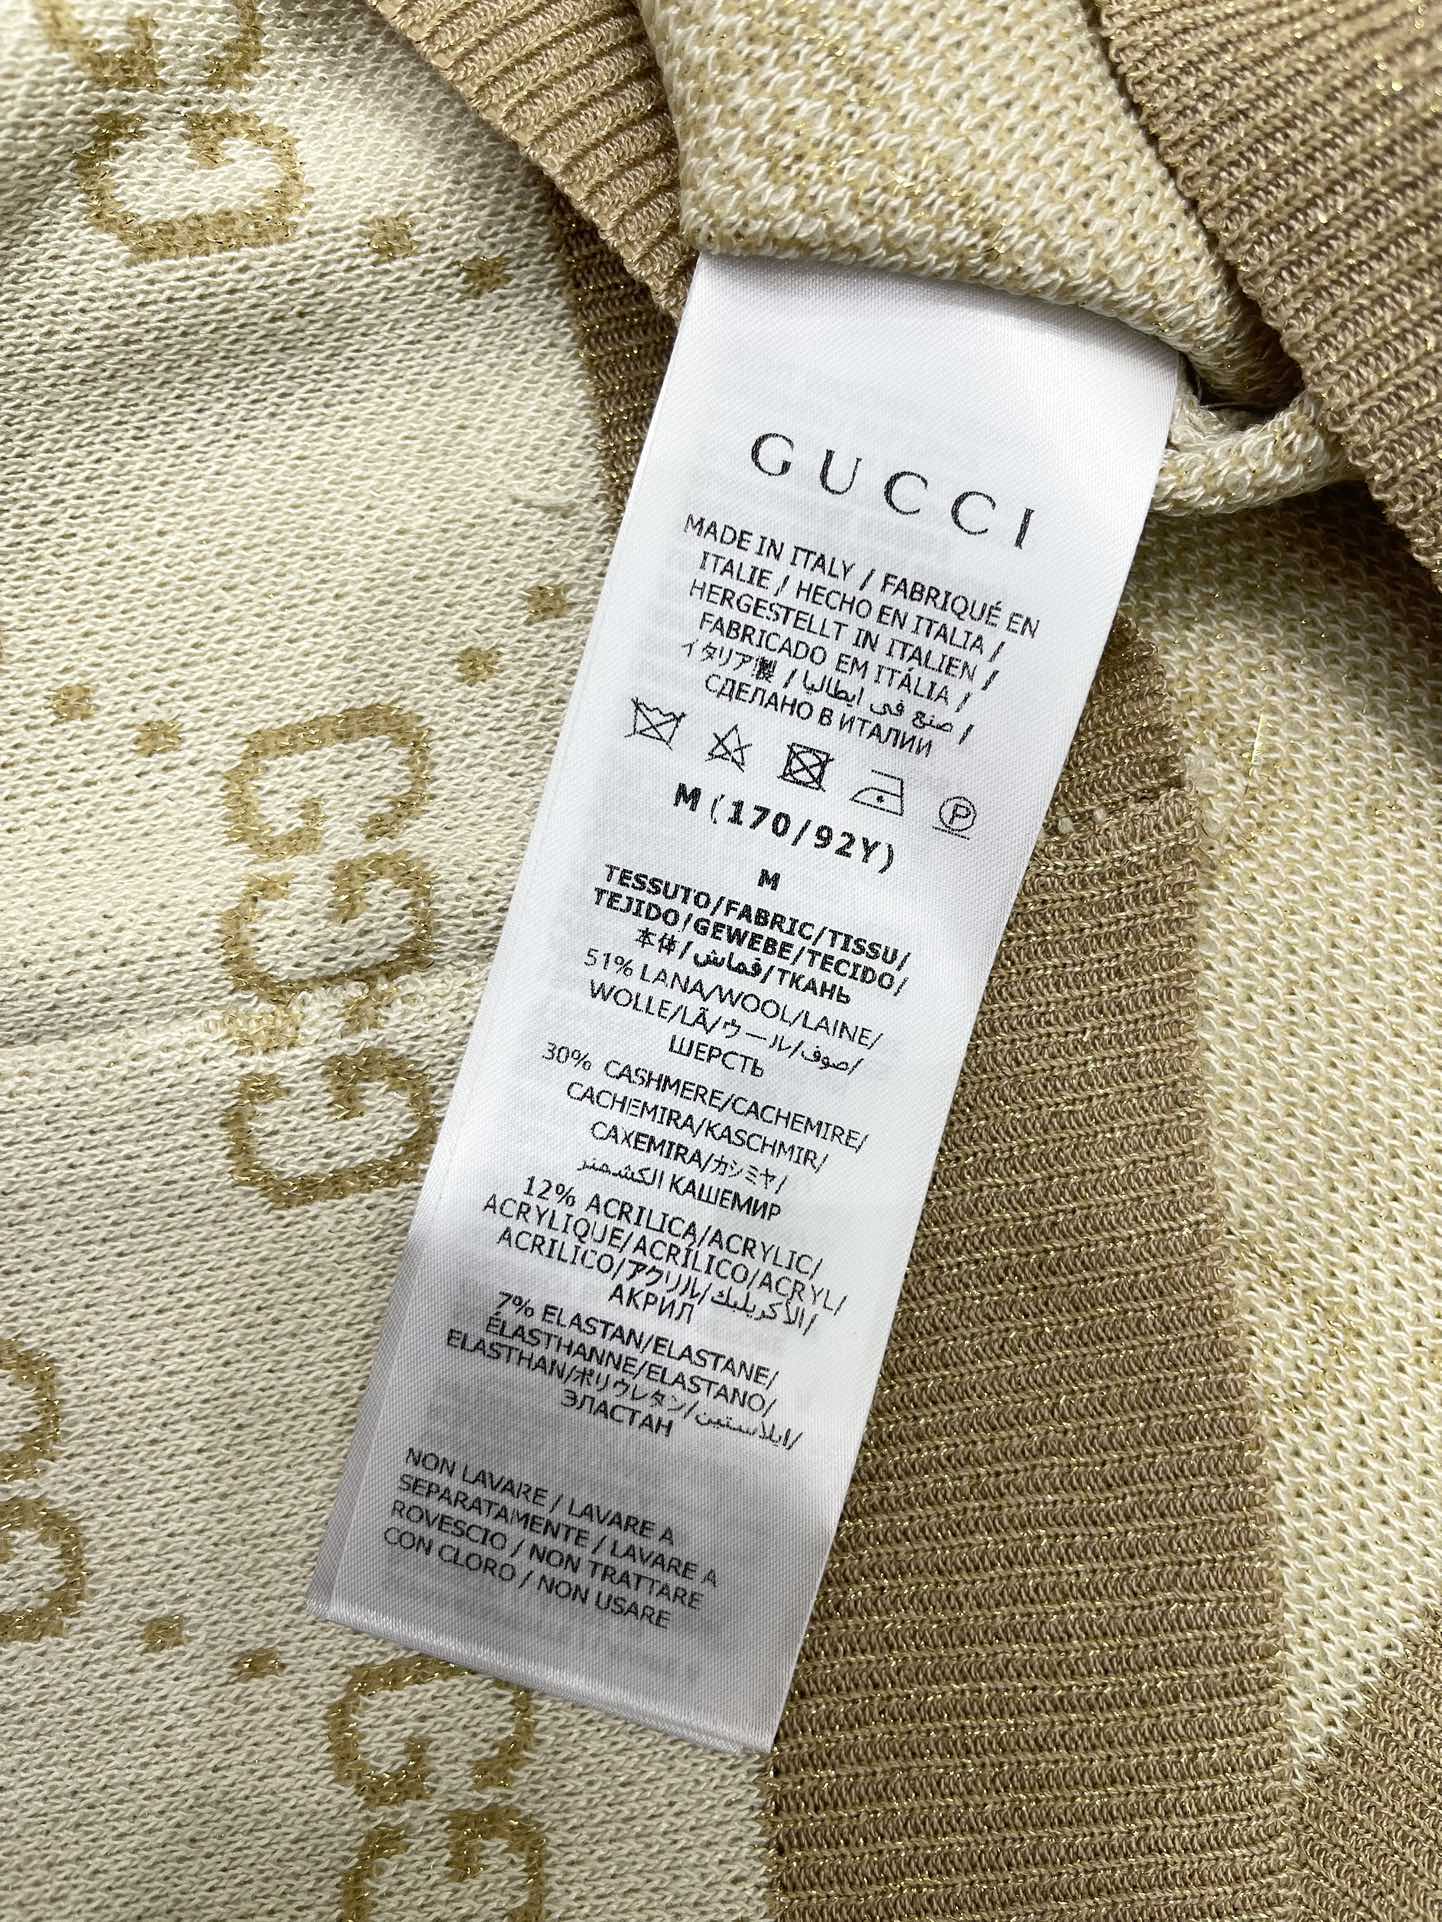 GUCCI
MADE IN ITALY / FABRIQUÉ EN
ITALIE / HECHO EN ITALIA /
HERGESTELLT IN ITALIEN /
FABRICADO EM ITÁLIA /
イタリア製 / صنع في ايطاليا /
СДЕЛАНО В ИТАЛИИ
P
M (170/92Y)
M
TESSUTO/FABRIC/TISSU/
TEJIDO/GEWEBE/TECIDO/
本体/قماش/ТКАНЬ
51% LANA/WOOL/LAINE/
WOLLE/LÃ/ウール/صوف/
ШЕРСТЬ
30% CASHMERE/CACHEMIRE/
CACHEMIRA/KASCHMIR/
CAXEMIRA/カシミヤ/
الكشمنر КАШЕМИР
12% ACRILICA/ACRYLIC/
ACRYLIQUE/ACRÍLICO/ACRYL/
ACRILICO/アクリル/الأكريليك/
АКРИЛ
7% ELASTAN/ELASTANE/
ÉLASTHANNE/ELASTANO/
ELASTHAN/ポリウレタン/ايلاستين/
ЭЛАСТАН
NON LAVARE / LAVARE A
SEPARATAMENTE / LAVARE A
ROVESCIO / NON TRATTARE
CON CLORO / NON USARE